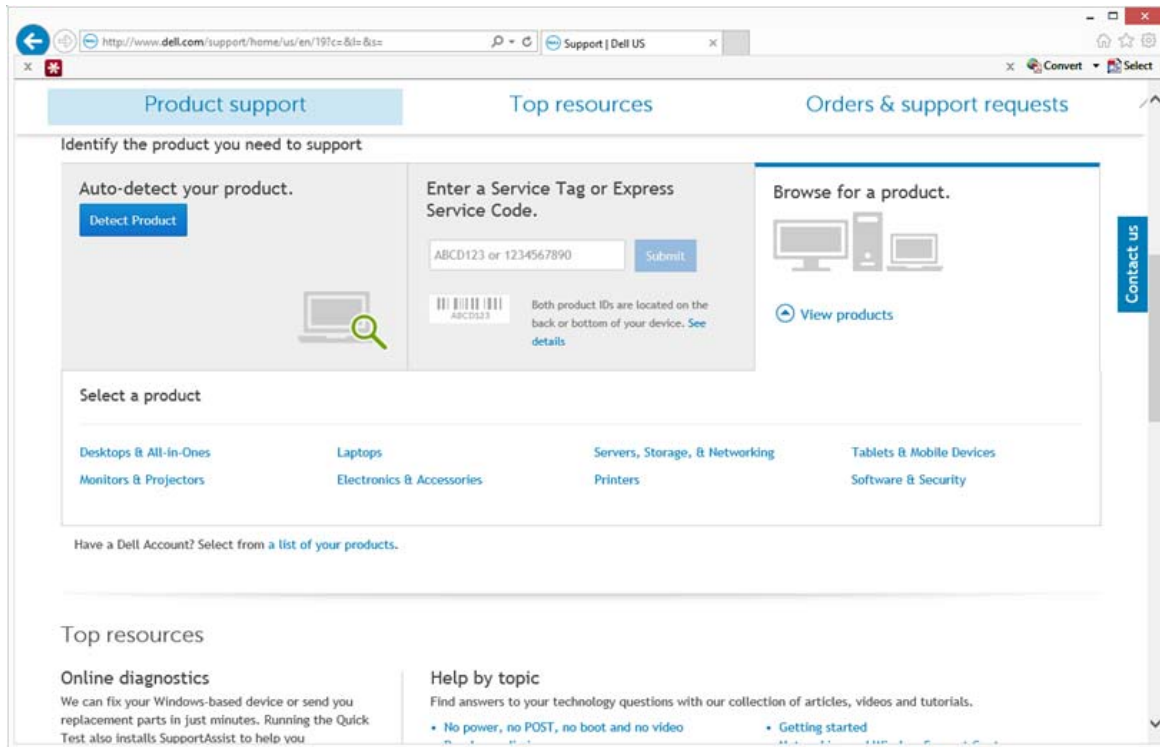 http://www.dell.com/support/home/us/en/19?c=&l=&s=
Support | Dell US
Convert
Select
Product support
Top resources
Orders & support requests
Identify the product you need to support
Auto-detect your product.
Detect Product
Enter a Service Tag or Express
Service Code.
ABCD123 or 1234567890
Submit
ABCD123
Both product IDs are located on the
back or bottom of your device. See
details
Browse for a product.
View products
Contact us
Select a product
Desktops & All-in-Ones
Laptops
Servers, Storage, & Networking
Tablets & Mobile Devices
Monitors & Projectors
Electronics & Accessories
Printers
Software & Security
Have a Dell Account? Select from a list of your products.
Top resources
Online diagnostics
We can fix your Windows-based device or send you
replacement parts in just minutes. Running the Quick
Test also installs SupportAssist to help you
Help by topic
Find answers to your technology questions with our collection of articles, videos and tutorials.
• No power, no POST, no boot and no video
• Getting started